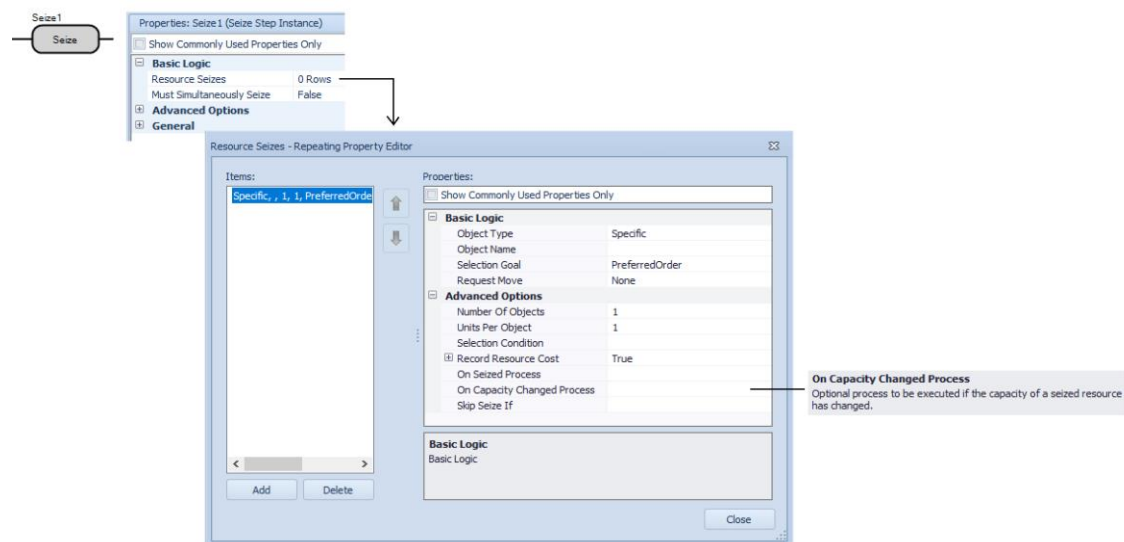 Seize1
Seize
Properties: Seize1 (Seize Step Instance)
Show Commonly Used Properties Only
Basic Logic
Resource Seizes 0 Rows
Must Simultaneously Seize False
Advanced Options
General
Resource Seizes - Repeating Property Editor
Items:
Specific, , 1, 1, PreferredOrde
Add Delete
Properties:
Show Commonly Used Properties Only
Basic Logic
Object Type Specific
Object Name
Selection Goal PreferredOrder
Request Move None
Advanced Options
Number Of Objects 1
Units Per Object 1
Selection Condition
Record Resource Cost True
On Seized Process
On Capacity Changed Process
Skip Seize If
Basic Logic
Basic Logic
Close
On Capacity Changed Process
Optional process to be executed if the capacity of a seized resource
has changed.